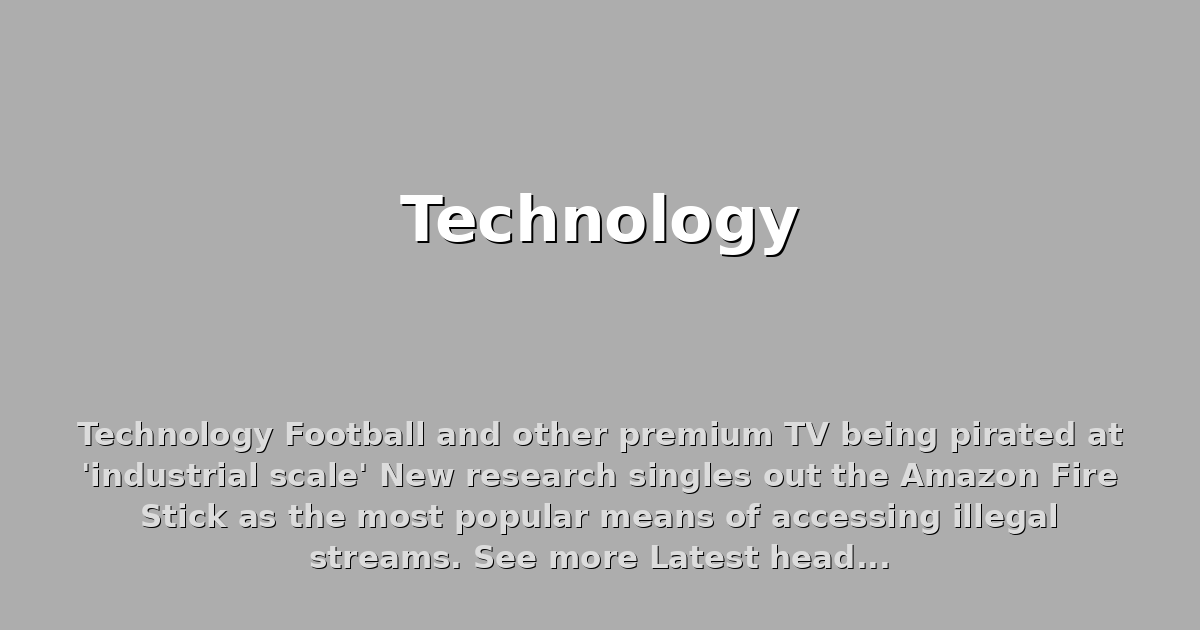 Technology
Technology Football and other premium TV being pirated at
'industrial scale' New research singles out the Amazon Fire
Stick as the most popular means of accessing illegal
streams. See more Latest head...